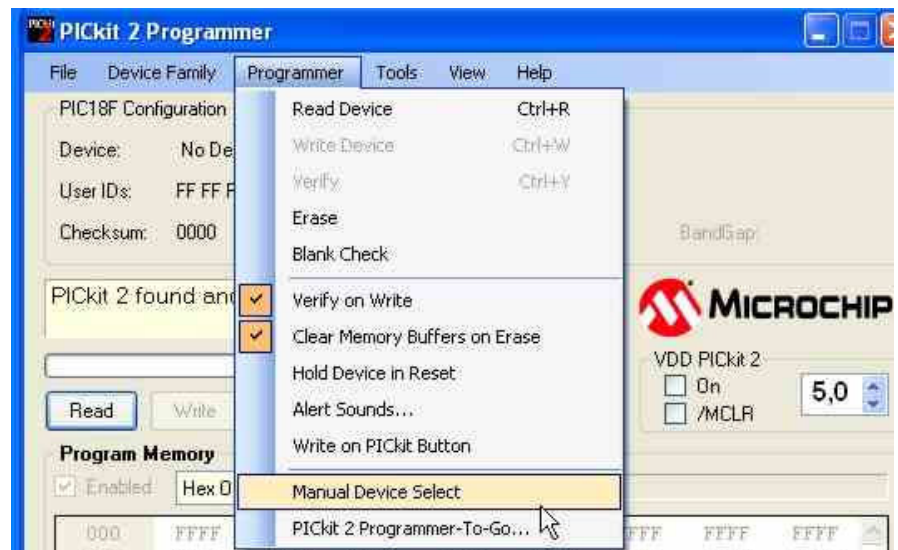 PICkit 2 Programmer
File Device Family Programmer Tools View Help
PIC18F Configuration
Device: No De
User IDs: FF FF F
Checksum: 0000
BandGap:
PICkit 2 found and
MICROCHIP
VDD PICkit 2
On
/MCLR
5,0
Read Write
Program Memory
Enabled Hex O
000 FFFF FFF FFFF FFFF
Read Device Ctrl+R
Write Device Ctrl+W
Verify Ctrl+Y
Erase
Blank Check
Verify on Write
Clear Memory Buffers on Erase
Hold Device in Reset
Alert Sounds...
Write on PICkit Button
Manual Device Select
PICkit 2 Programmer-To-Go...